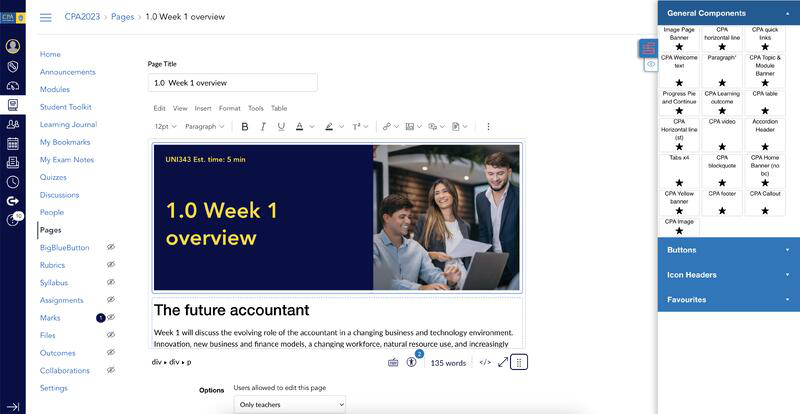 CPA
CPA2023 > Pages > 1.0 Week 1 overview
Home
Announcements
Modules
Student Toolkit
Learning Journal
My Bookmarks
My Exam Notes
Quizzes
Discussions
People
Pages
BigBlueButton
Rubrics
Syllabus
Assignments
Marks
1
Files
Outcomes
Collaborations
Settings
10
Page Title
1.0 Week 1 overview
Edit View Insert Format Tools Table
12pt Paragraph B I U A T²
UNI343 Est. time: 5 min
1.0 Week 1
overview
The future accountant
Week 1 will discuss the evolving role of the accountant in a changing business and technology environment.
Innovation, new business and finance models, a changing workforce, natural resource use, and increasingly
div ▸ div ▸ p
2
135 words
</>
Options
Users allowed to edit this page
Only teachers
General Components
Image Page
Banner
CPA
horizontal line
CPA quick
links
CPA Welcome
text
Paragraph*
CPA Topic &
Module
Banner
Progress Pie
and Continue
CPA Learning
outcome
CPA table
CPA
Horizontal line
(st)
CPA video
Accordion
Header
Tabs x4
CPA
blockquote
CPA Home
Banner (no
bc)
CPA Yellow
banner
CPA footer
CPA Callout
CPA Image
Buttons
Icon Headers
Favourites